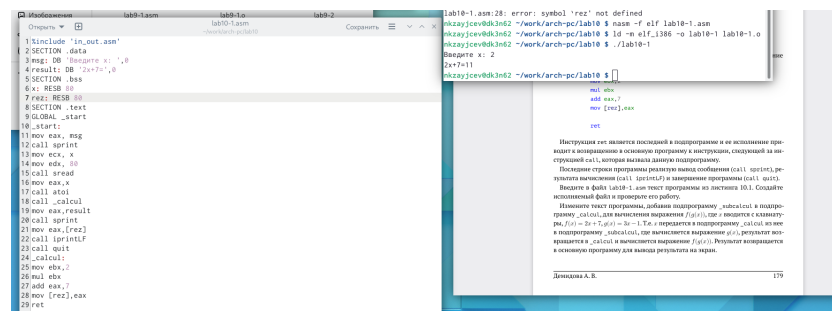 Изображения
lab9-1.asm
lab9-1.o
lab9-2
Открыть
lab10-1.asm
~/work/arch-pc/lab10
Сохранить
1 %include 'in_out.asm'
2 SECTION .data
3 msg: DB 'Введите x: ',0
4 result: DB '2x+7=',0
5 SECTION .bss
6 x: RESB 80
7 rez: RESB 80
8 SECTION .text
9 GLOBAL _start
10 _start:
11 mov eax, msg
12 call sprint
13 mov ecx, x
14 mov edx, 80
15 call sread
16 mov eax,x
17 call atoi
18 call _calcul
19 mov eax,result
20 call sprint
21 mov eax,[rez]
22 call iprintLF
23 call quit
24 _calcul:
25 mov ebx,2
26 mul ebx
27 add eax,7
28 mov [rez],eax
29 ret
lab10-1.asm:28: error: symbol 'rez' not defined
nkzayjcev@dk3n62 ~/work/arch-pc/lab10 $ nasm -f elf lab10-1.asm
nkzayjcev@dk3n62 ~/work/arch-pc/lab10 $ ld -m elf_i386 -o lab10-1 lab10-1.o
nkzayjcev@dk3n62 ~/work/arch-pc/lab10 $ ./lab10-1
Введите x: 2
2x+7=11
nkzayjcev@dk3n62 ~/work/arch-pc/lab10 $
mul ebx
add eax,7
mov [rez],eax
ret
Инструкция ret является последней в подпрограмме и ее исполнение при-
водит к возвращению в основную программу к инструкции, следующей за ин-
струкцией call, которая вызвала данную подпрограмму.
Последние строки программы реализую вывод сообщения (call sprint), ре-
зультата вычисления (call iprintLF) и завершение программы (call quit).
Введите в файл lab10-1.asm текст программы из листинга 10.1. Создайте
исполняемый файл и проверьте его работу.
Измените текст программы, добавив подпрограмму _subcalcul в подпро-
грамму _calcul, для вычисления выражения f(g(x)), где x вводится с клавиату-
ры, f(x) = 2x + 7, g(x) = 3x − 1. Т.е. x передается в подпрограмму _calcul из нее
в подпрограмму _subcalcul, где вычисляется выражение g(x), результат воз-
вращается в _calcul и вычисляется выражение f(g(x)). Результат возвращается
в основную программу для вывода результата на экран.
Демидова А. В.
179